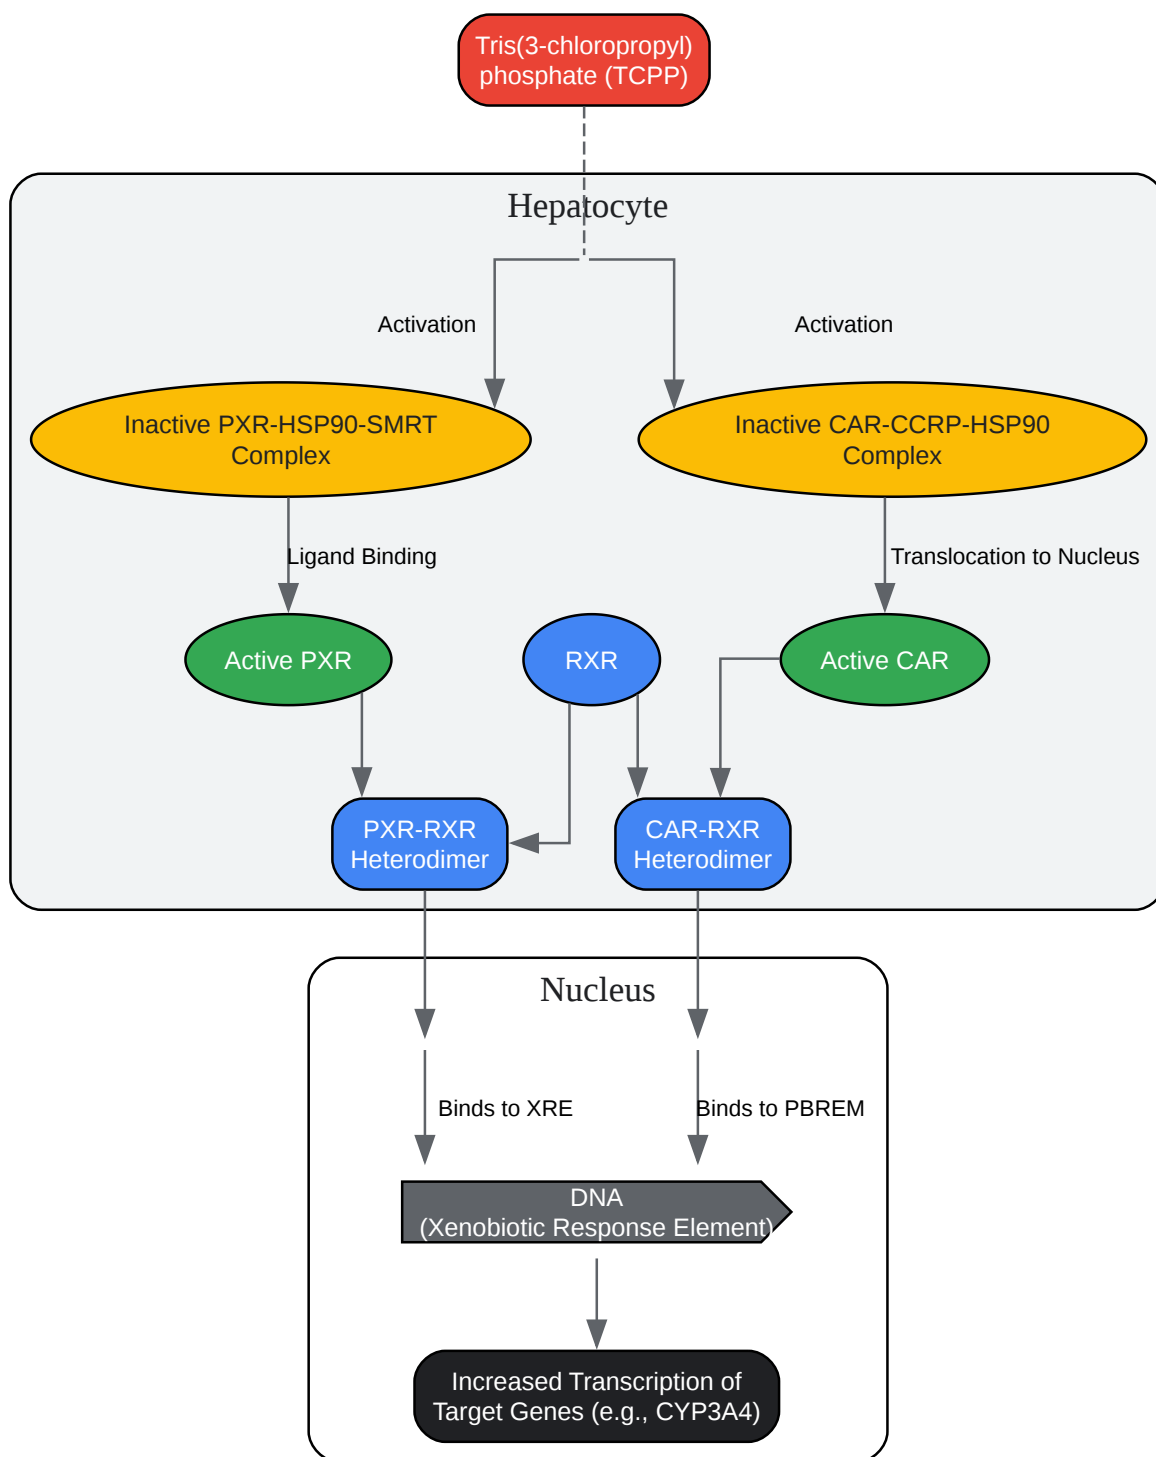 Tris(3-chloropropyl)
phosphate (TCPP)
Hepatocyte
Activation
Activation
Inactive PXR-HSP90-SMRT
Complex
Inactive CAR-CCRP-HSP90
Complex
Ligand Binding
Translocation to Nucleus
Active PXR
RXR
Active CAR
PXR-RXR
Heterodimer
CAR-RXR
Heterodimer
Nucleus
Binds to XRE
Binds to PBREM
DNA
(Xenobiotic Response Element)
Increased Transcription of
Target Genes (e.g., CYP3A4)